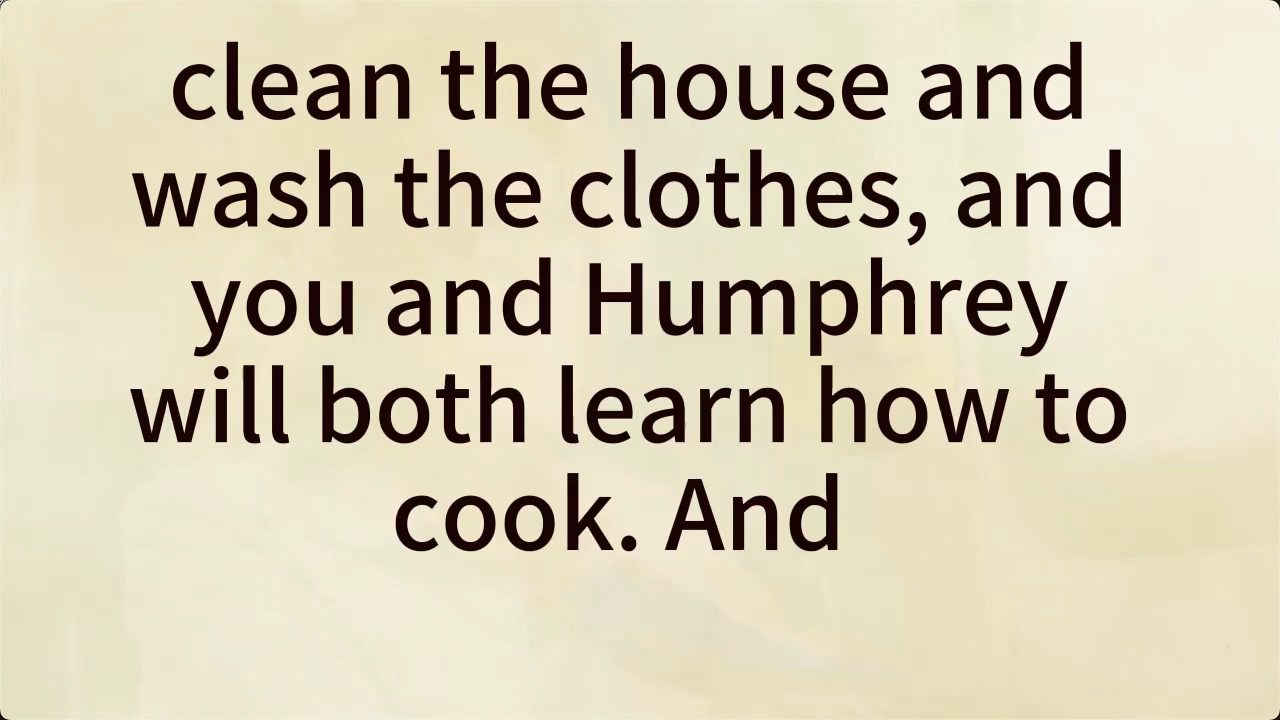 clean the house and
wash the clothes, and
you and Humphrey
will both learn how to
cook. And